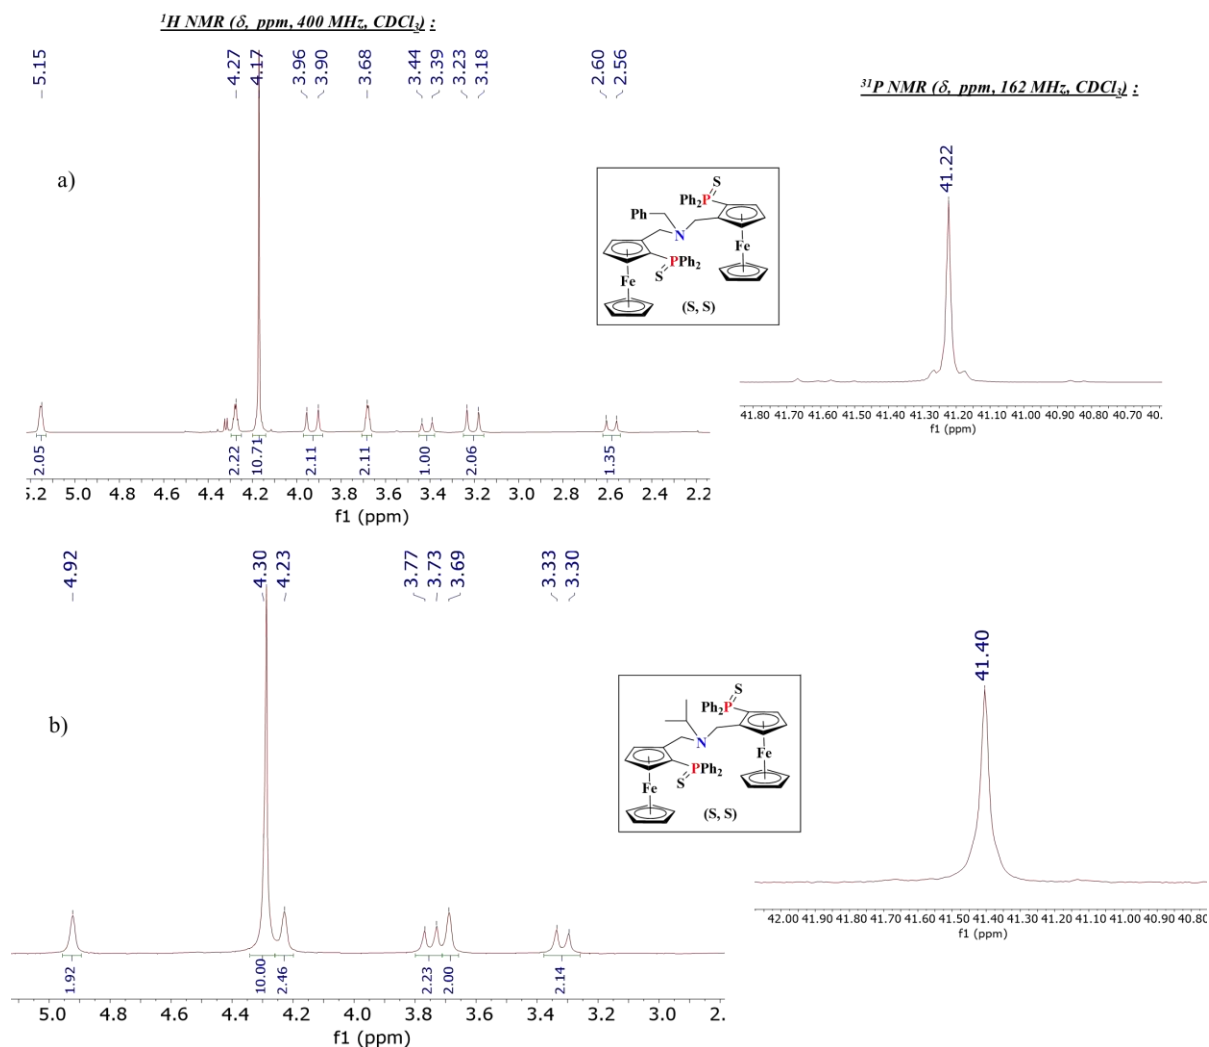 ¹H NMR (δ, ppm, 400 MHz, CDCl₃) :
5.15 4.27 4.17 3.96 3.90 3.68 3.44 3.39 3.23 3.18 2.60 2.56
³¹P NMR (δ, ppm, 162 MHz, CDCl₃) :
a)
41.22
S
Ph₂P
Ph
N
Fe
PPh₂
S
Fe
(S, S)
2.05 2.22 10.71 2.11 2.11 1.00 2.06 1.35
5.2 5.0 4.8 4.6 4.4 4.2 4.0 3.8 3.6 3.4 3.2 3.0 2.8 2.6 2.4 2.2
f1 (ppm)
41.80 41.70 41.60 41.50 41.40 41.30 41.20 41.10 41.00 40.90 40.80 40.70 40.
f1 (ppm)
4.92 4.30 4.23 3.77 3.73 3.69 3.33 3.30
b)
41.40
S
Ph₂P
N
Fe
PPh₂
S
Fe
(S, S)
1.92 10.00 2.46 2.23 2.00 2.14
5.0 4.8 4.6 4.4 4.2 4.0 3.8 3.6 3.4 3.2 3.0 2.
f1 (ppm)
42.00 41.90 41.80 41.70 41.60 41.50 41.40 41.30 41.20 41.10 41.00 40.90 40.80
f1 (ppm)